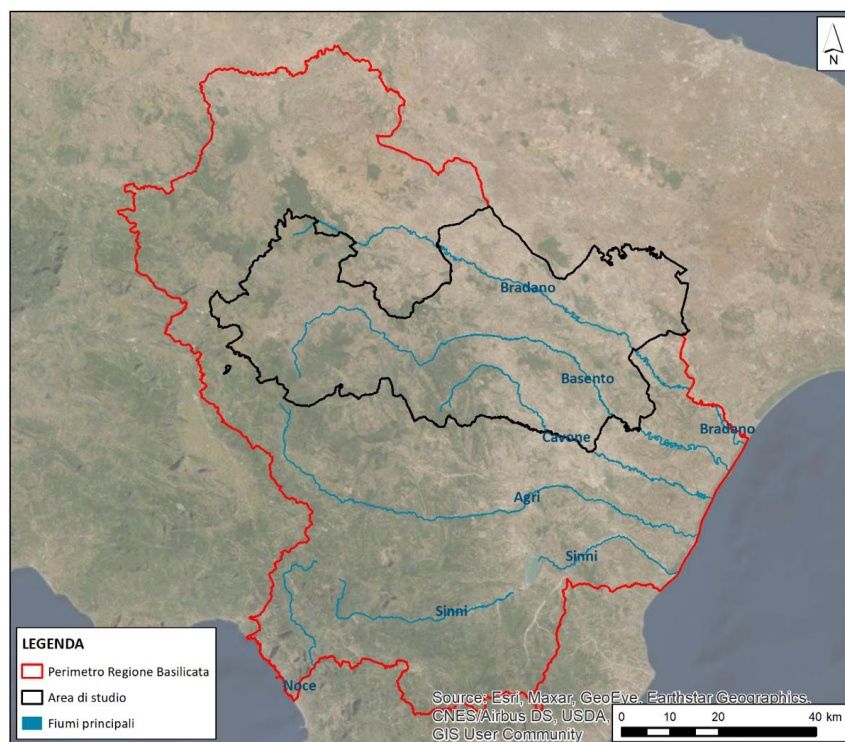 N
Bradano
Basento
Bradano
Cavone
Agri
Sinni
Sinni
Noce
LEGENDA
Perimetro Regione Basilicata
Area di studio
Fiumi principali
Source: Esri, Maxar, GeoEye, Earthstar Geographics,
CNES/Airbus DS, USDA,
GIS User Community
0 10 20 40 km